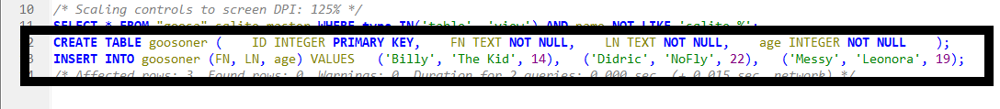 10 /* Scaling controls to screen DPI: 125% */
SELECT * FROM "goose".sqlite_master WHERE type IN('table', 'view') AND name NOT LIKE 'sqlite_%';
2 CREATE TABLE goosoner (    ID INTEGER PRIMARY KEY,    FN TEXT NOT NULL,    LN TEXT NOT NULL,    age INTEGER NOT NULL    );
3 INSERT INTO goosoner (FN, LN, age) VALUES   ('Billy', 'The Kid', 14),   ('Didric', 'NoFly', 22),   ('Messy', 'Leonora', 19);
4 /* Affected rows: 3  Found rows: 0  Warnings: 0  Duration for 2 queries: 0.000 sec. (+ 0.015 sec. network) */